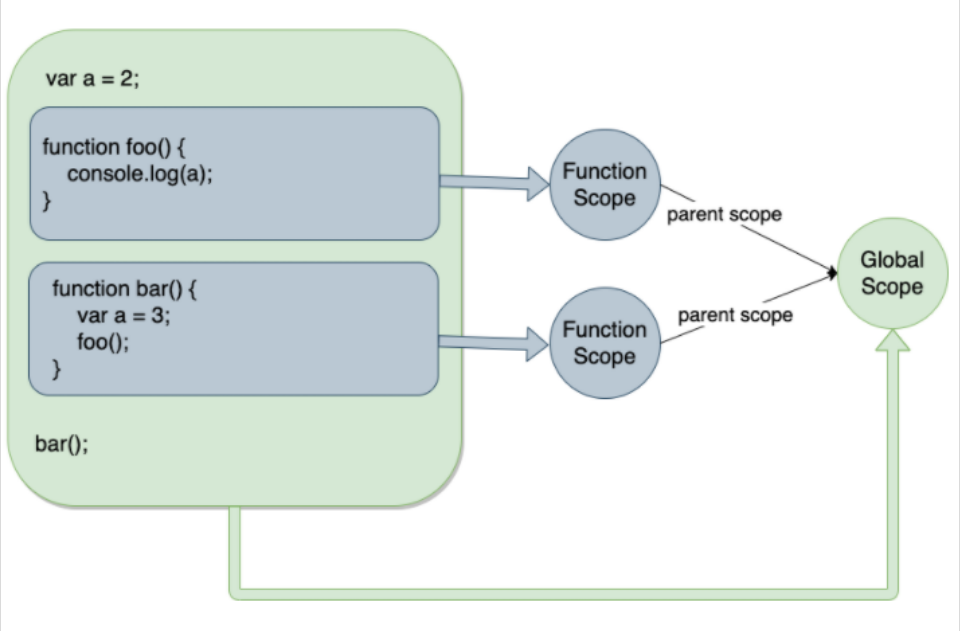 var a = 2;
function foo() {
console.log(a);
}
function bar() {
var a = 3;
foo();
}
bar();
Function
Scope
parent scope
Function
Scope
parent scope
Global
Scope